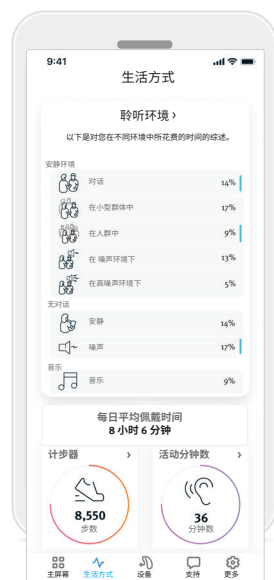 9:41
生活方式
聆听环境 ›
以下是对您在不同环境中所花费的时间的综述。
安静环境
对话 14%
在小型群体中 17%
在人群中 9%
在 噪声环境下 13%
在高噪声环境下 5%
无对话
安静 14%
噪声 17%
音乐
音乐 9%
每日平均佩戴时间
8 小时 6 分钟
计步器 › 活动分钟数 ›
8,550 36
步数 分钟数
主屏幕 生活方式 设备 支持 更多